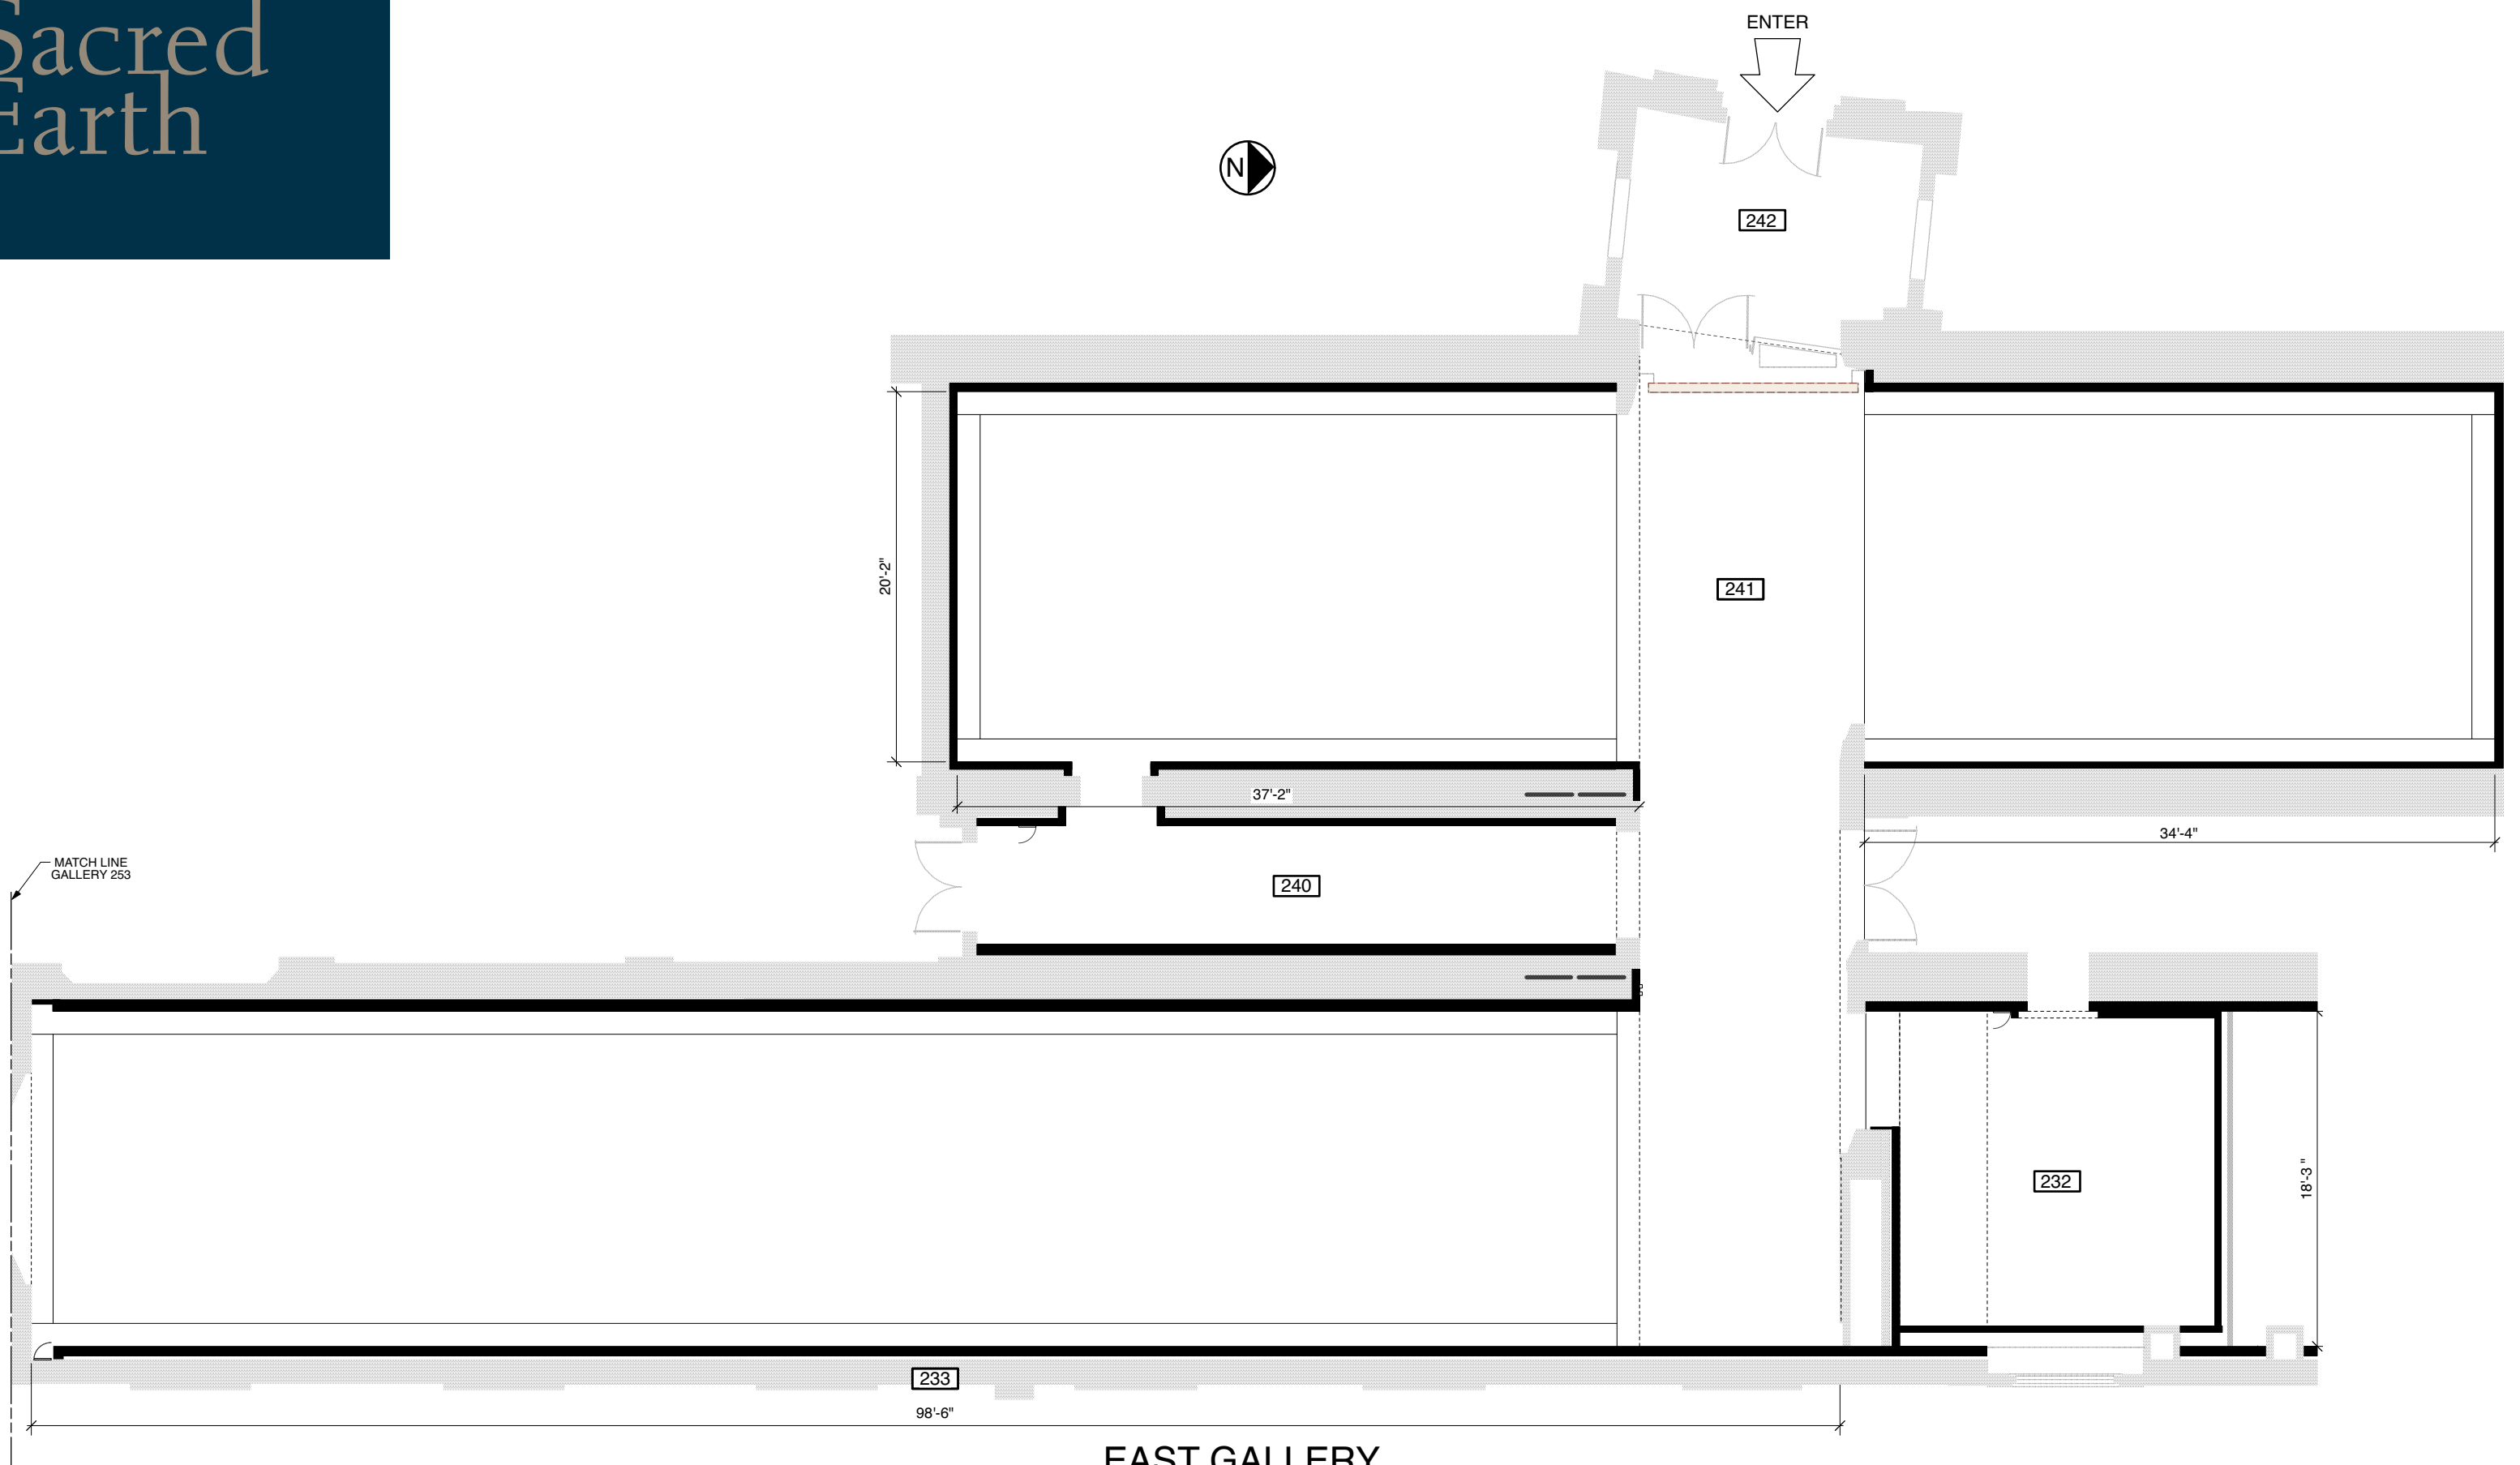 Sacred
Earth
ENTER
N
242
20'-2"
241
37'-2"
34'-4"
MATCH LINE
GALLERY 253
240
232
18'-3 "
233
98'-6"
EAST GALLERY